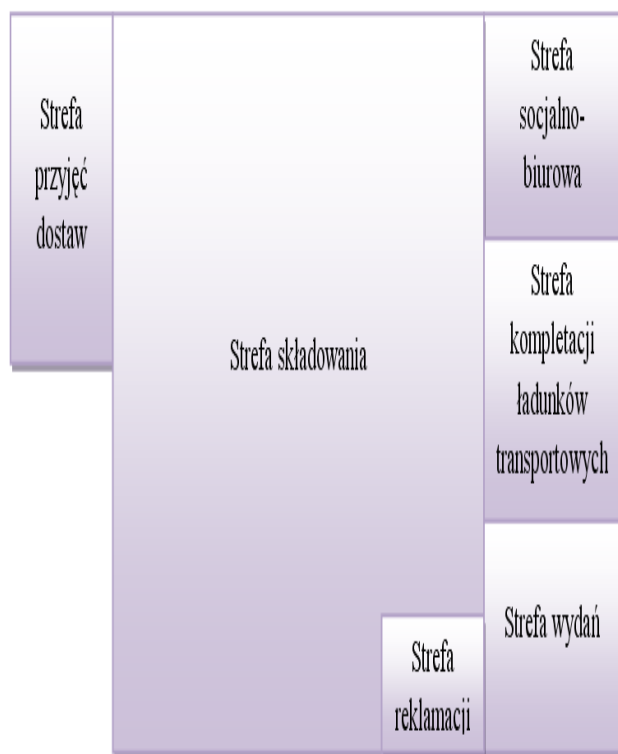 Strefa
przyjęć
dostaw
Strefa składowania
Strefa
socjalno-
biurowa
Strefa
kompletacji
ładunków
transportowych
Strefa wydań
Strefa
reklamacji